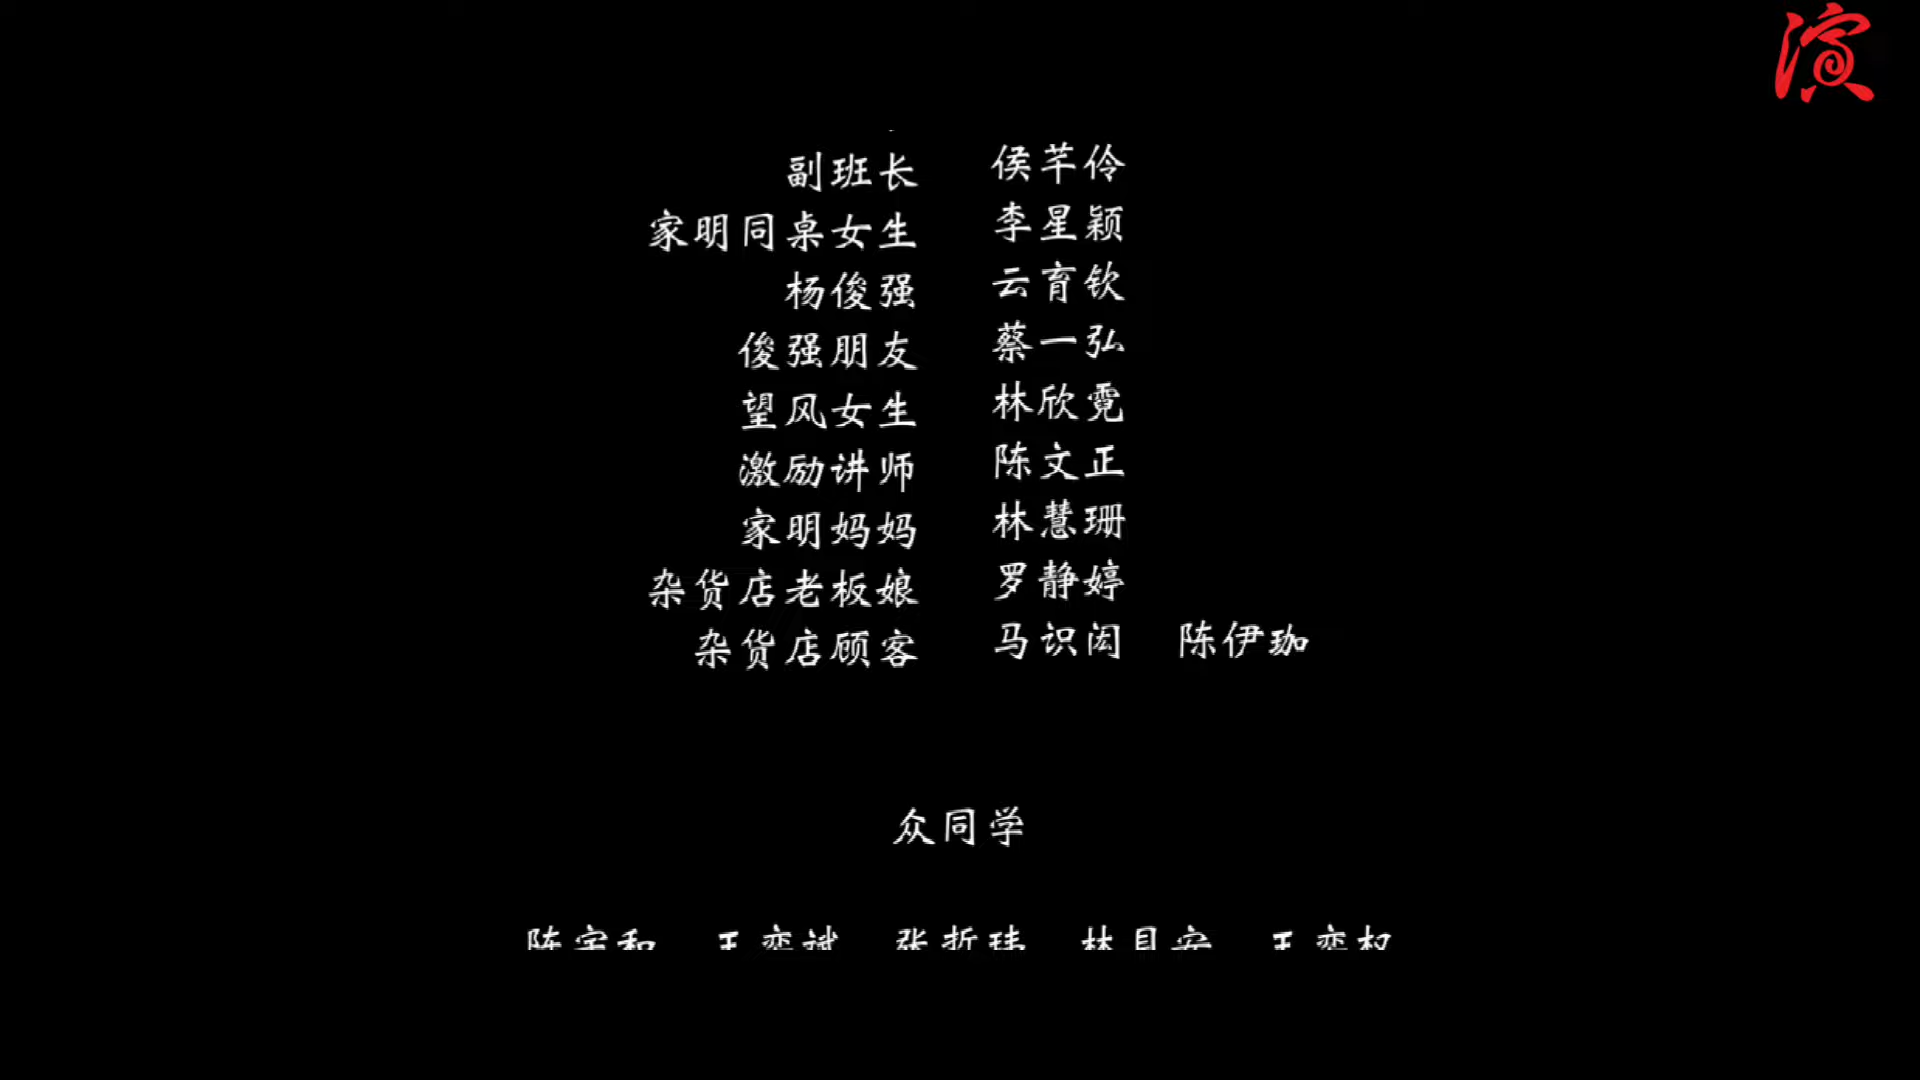 演
副班长 侯芊伶
家明同桌女生 李星颖
杨俊强 云育钦
俊强朋友 蔡一弘
望风女生 林欣霓
激励讲师 陈文正
家明妈妈 林慧珊
杂货店老板娘 罗静婷
杂货店顾客 马识闳 陈伊珈
众同学